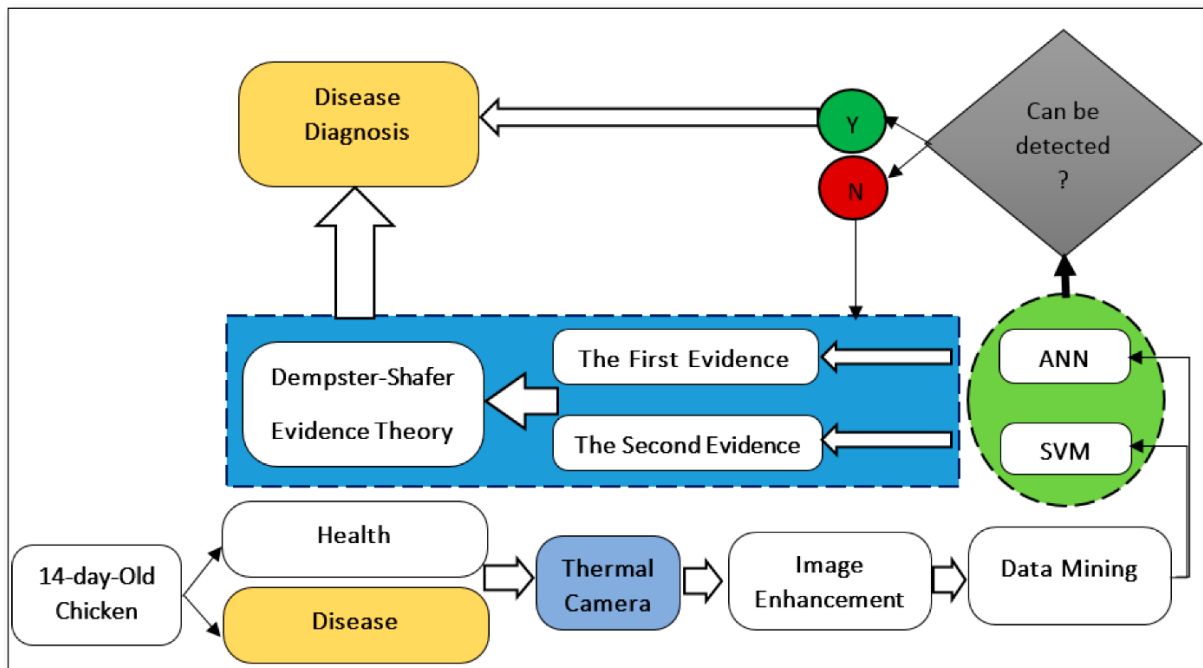 Disease
Diagnosis
Y
N
Can be
detected
?
Dempster-Shafer
Evidence Theory
The First Evidence
The Second Evidence
ANN
SVM
14-day-Old
Chicken
Health
Disease
Thermal
Camera
Image
Enhancement
Data Mining